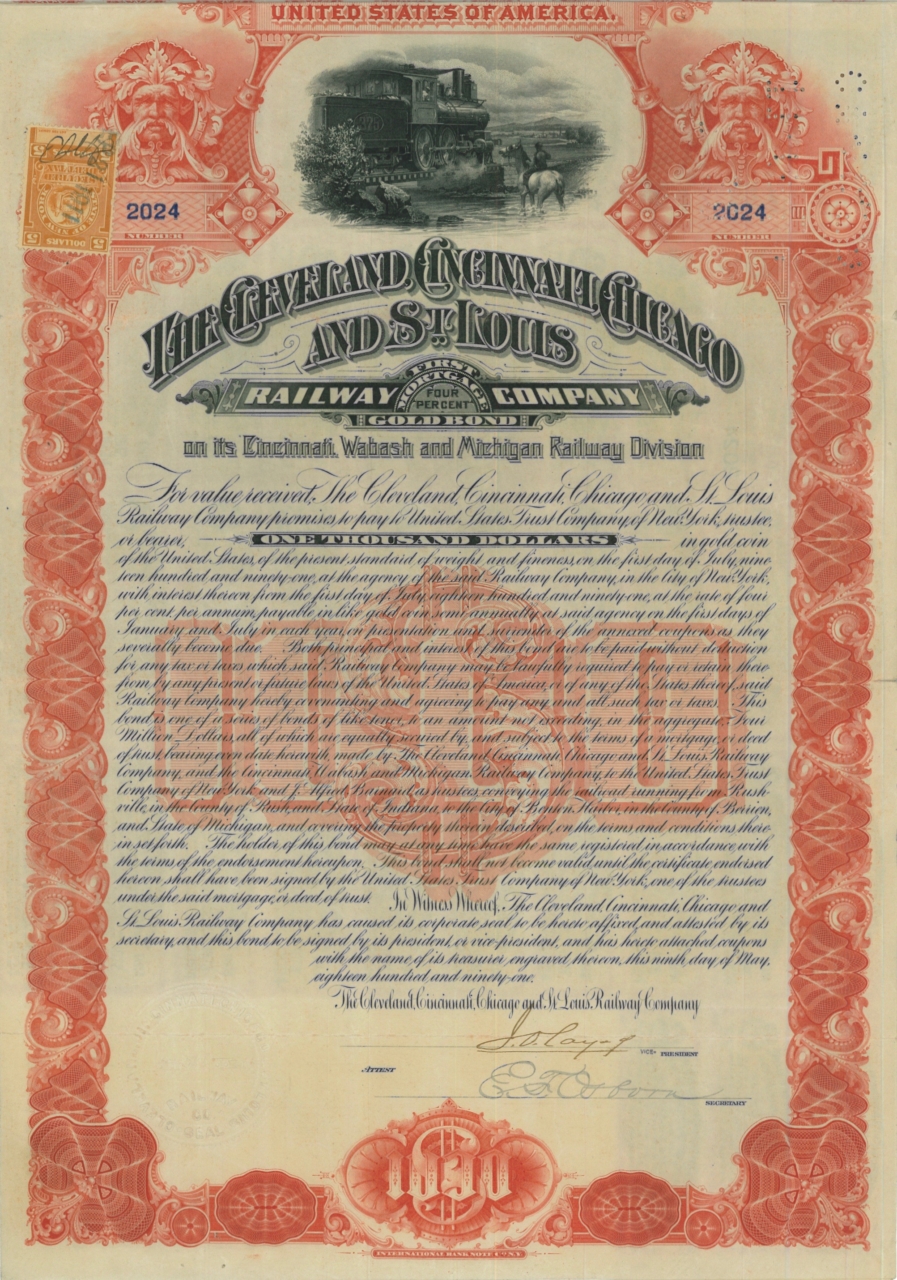 UNITED STATES OF AMERICA.
2376
DOLLARS
2024
NUMBER
2024
NUMBER
THE CLEVELAND, CINCINNATI, CHICAGO
AND ST. LOUIS
RAILWAY COMPANY
FIRST
MORTGAGE
FOUR
PERCENT
GOLD BOND
on its Cincinnati, Wabash and Michigan Railway Division
For value received, The Cleveland, Cincinnati, Chicago and St. Louis
Railway Company promises to pay to United States Trust Company of New York, trustee,
or bearer, ONE THOUSAND DOLLARS in gold coin
of the United States, of the present standard of weight and fineness, on the first day of July, nine
teen hundred and ninety-one, at the agency of the said Railway Company, in the City of New York,
with interest thereon from the first day of July, eighteen hundred and ninety one, at the rate of four
per cent. per annum, payable in like gold coin semi annually at said agency on the first days of
January and July in each year, on presentation and surrender of the annexed coupons as they
severally become due. Both principal and interest of this bond are to be paid without deduction
for any tax or taxes which said Railway Company may be lawfully required to pay or retain there
from, by any present or future laws of the United States of America, or of any of the States thereof, said
Railway Company hereby covenanting and agreeing to pay any and all such tax or taxes. This
bond is one of a series of bonds of like tenor, to an amount not exceeding in the aggregate, Four
Million Dollars, all of which are equally secured by, and subject to the terms of a mortgage or deed
of trust, bearing even date herewith, made by The Cleveland, Cincinnati, Chicago and St. Louis Railway
Company, and the Cincinnati, Wabash and Michigan Railway Company, to the United States Trust
Company of New York and J. Alfred Barnard, as trustees, conveying the railroad running from Rush-
ville, in the County of Rush, and State of Indiana, to the City of Benton Harbor, in the County of Berrien,
and State of Michigan, and covering the property therein described, on the terms and conditions there-
in set forth. The holder of this bond may at any time have the same registered in accordance with
the terms of the endorsement hereupon. This bond shall not become valid until the certificate endorsed
hereon shall have been signed by the United States Trust Company of New York, one of the trustees
under the said mortgage, or deed of trust. In Witness Whereof, The Cleveland, Cincinnati, Chicago and
St. Louis Railway Company has caused its corporate seal to be hereto affixed, and attested by its
secretary, and this bond to be signed by its president, or vice-president, and has hereto attached coupons
with the name of its treasurer engraved thereon, this ninth day of May,
eighteen hundred and ninety-one.
The Cleveland, Cincinnati, Chicago and St. Louis Railway Company
VICE- PRESIDENT
ATTEST
E. F. Osborn
SECRETARY
SEAL
$1000
INTERNATIONAL BANK NOTE CO. N.Y.